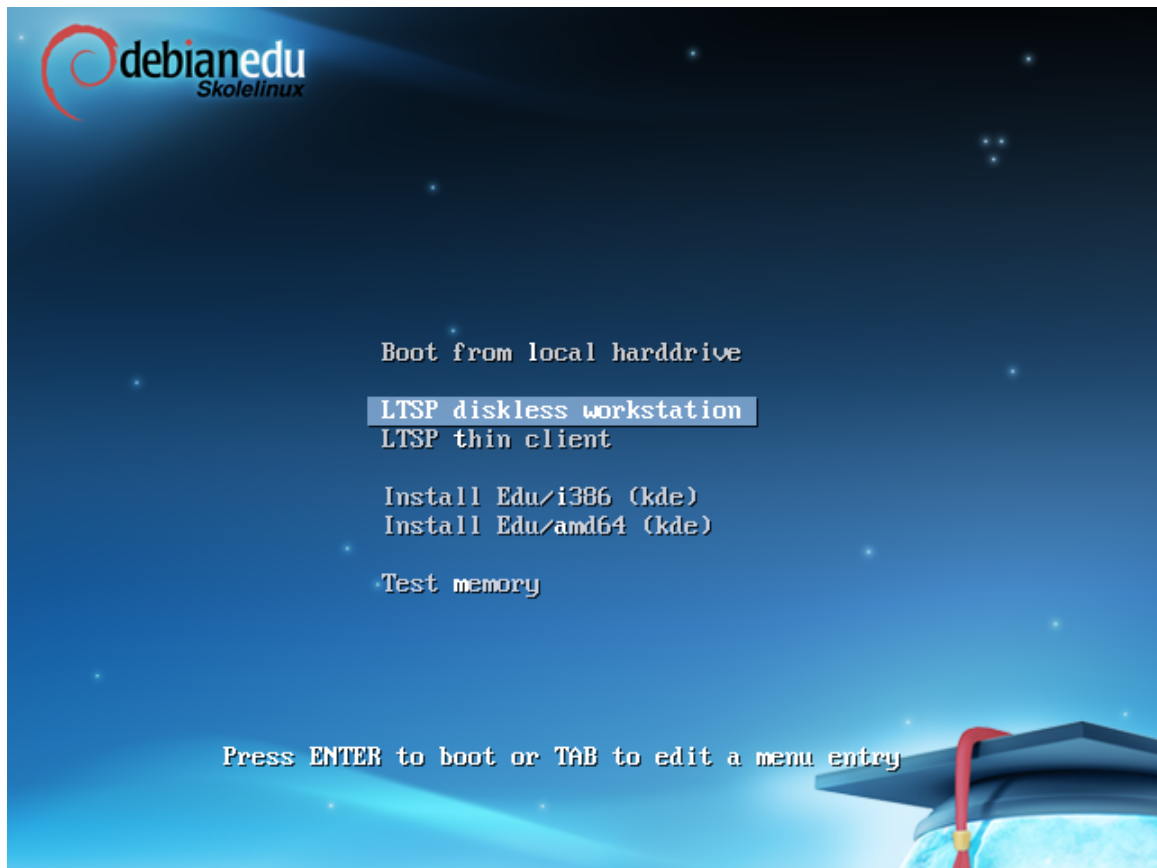 debianedu
Skolelinux
Boot from local harddrive
LTSP diskless workstation
LTSP thin client
Install Edu/i386 (kde)
Install Edu/amd64 (kde)
Test memory
Press ENTER to boot or TAB to edit a menu entry